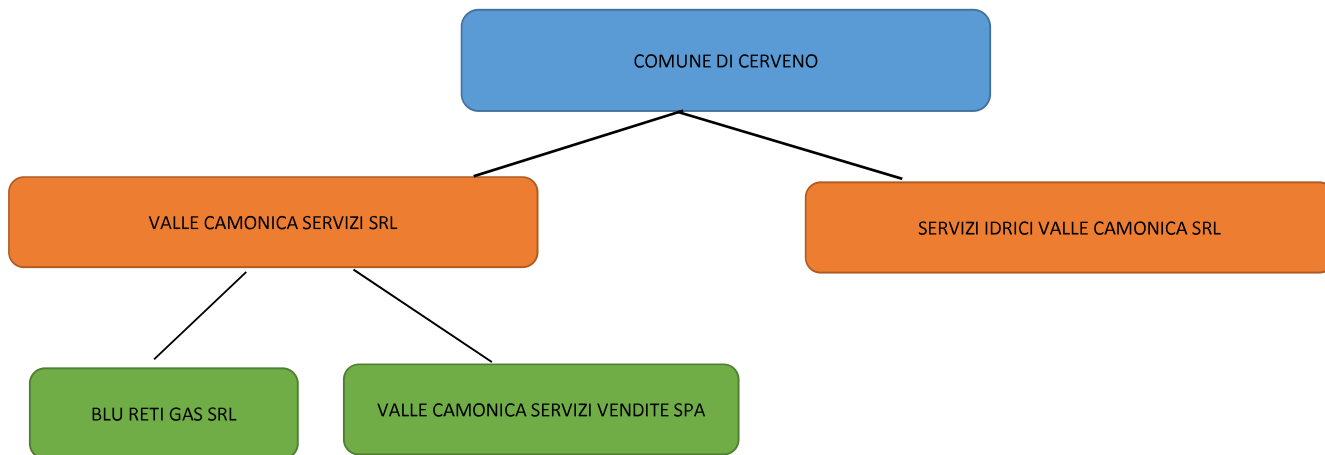 COMUNE DI CERVENO
VALLE CAMONICA SERVIZI SRL
SERVIZI IDRICI VALLE CAMONICA SRL
BLU RETI GAS SRL
VALLE CAMONICA SERVIZI VENDITE SPA